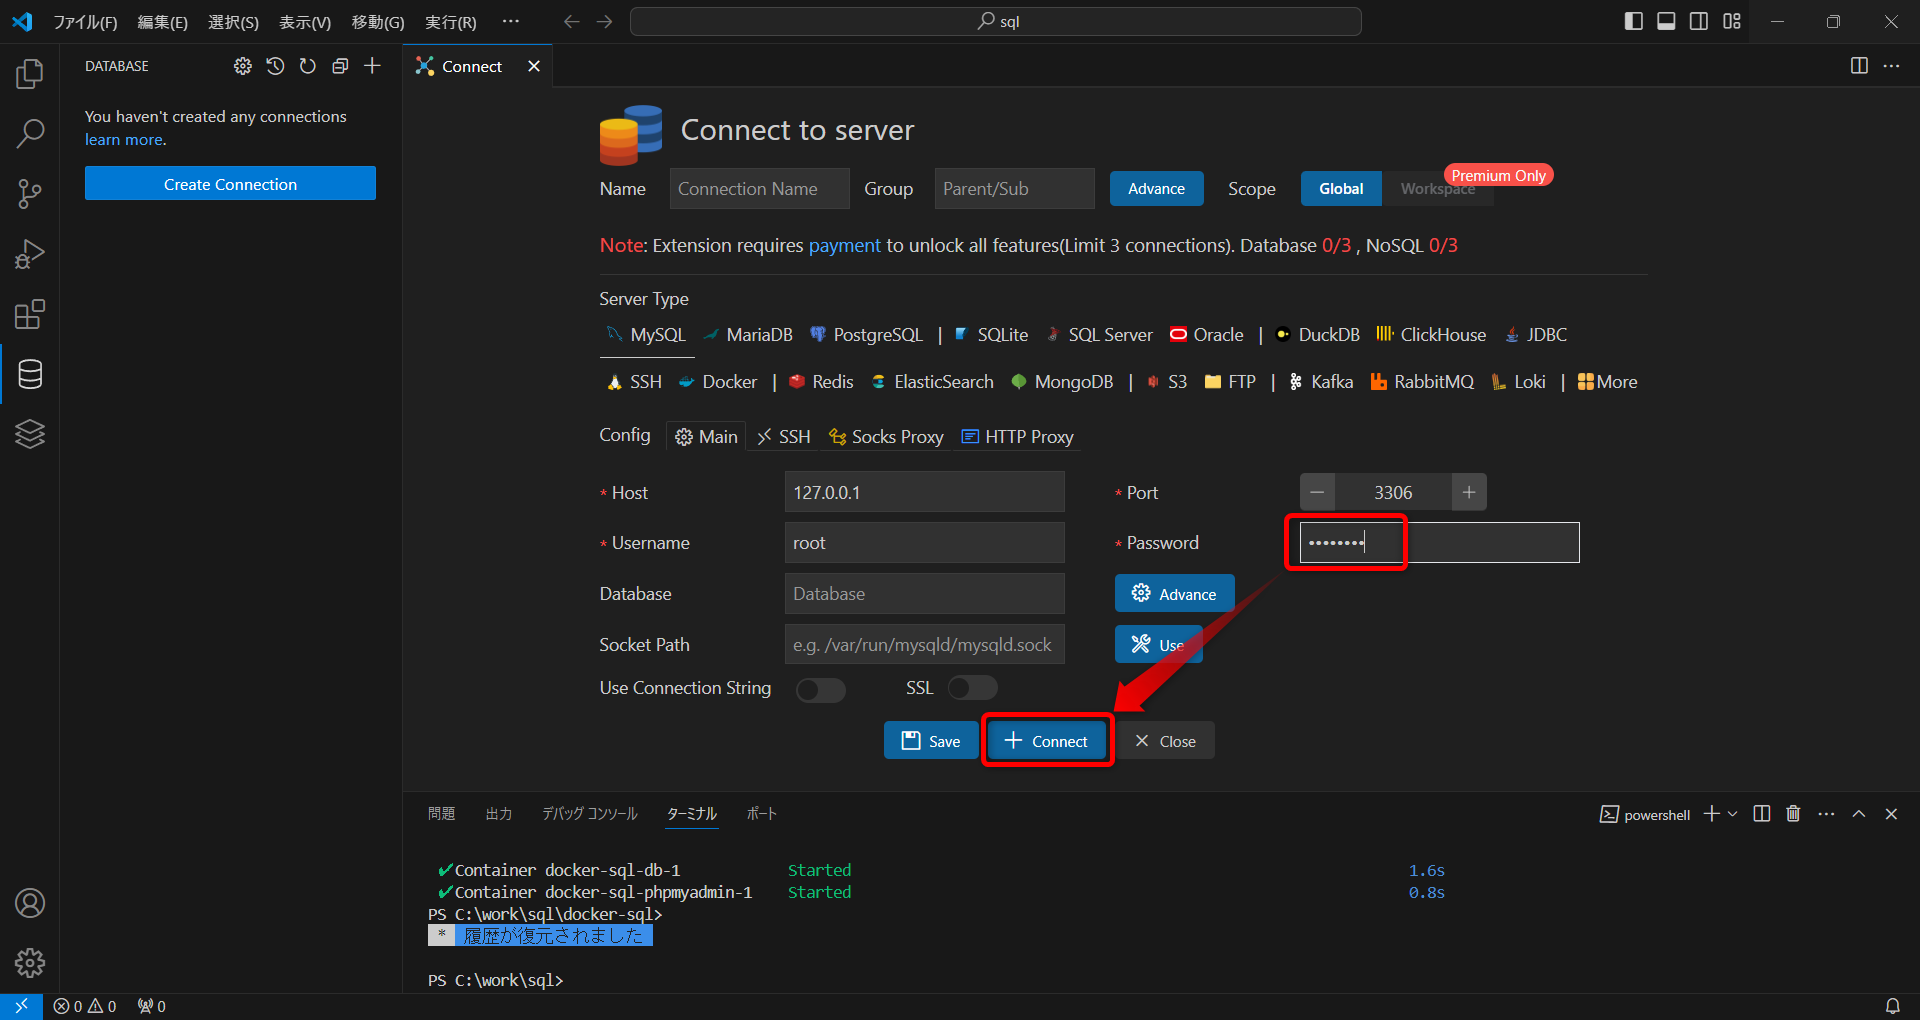 ファイル(F) 編集(E) 選択(S) 表示(V) 移動(G) 実行(R) ··· sql
DATABASE
Connect
You haven't created any connections
learn more.
Create Connection
Connect to server
Name Connection Name Group Parent/Sub Advance Scope Global Workspace Premium Only
Note: Extension requires payment to unlock all features(Limit 3 connections). Database 0/3 , NoSQL 0/3
Server Type
MySQL MariaDB PostgreSQL | SQLite SQL Server Oracle | DuckDB ClickHouse JDBC
SSH Docker | Redis ElasticSearch MongoDB | S3 FTP | Kafka RabbitMQ Loki | More
Config Main SSH Socks Proxy HTTP Proxy
* Host 127.0.0.1 * Port 3306
* Username root * Password ••••••••
Database Database Advance
Socket Path e.g. /var/run/mysqld/mysqld.sock Use
Use Connection String SSL
Save Connect Close
問題 出力 デバッグ コンソール ターミナル ポート powershell
✔Container docker-sql-db-1 Started 1.6s
✔Container docker-sql-phpmyadmin-1 Started 0.8s
PS C:\work\sql\docker-sql>
* 履歴が復元されました
PS C:\work\sql>
0 0 0